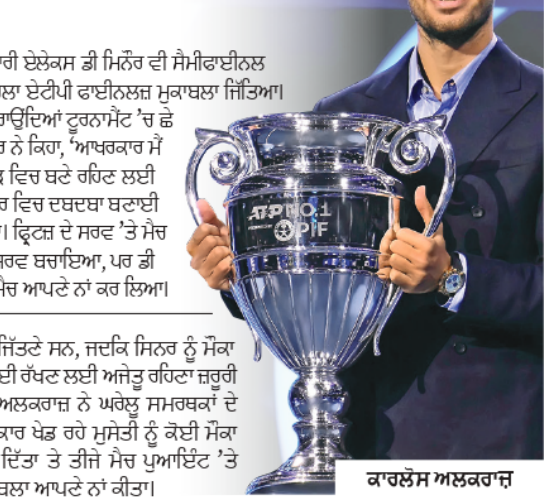 ਏਲੇਕਸ ਡੀ ਮਿਨੌਰ ਵੀ ਸੈਮੀਫਾਈਨਲ
ਏਟੀਪੀ ਫਾਈਨਲਜ਼ ਮੁਕਾਬਲਾ ਜਿੱਤਿਆ।
ਟੂਰਨਾਮੈਂਟ ’ਚ ਛੇ
ਨੇ ਕਿਹਾ, ‘ਆਖਰਕਾਰ ਮੈਂ
ਵਿਚ ਬਣੇ ਰਹਿਣ ਲਈ
ਵਿਚ ਦਬਦਬਾ ਬਣਾਈ
ਫ੍ਰਿਟਜ਼ ਦੇ ਸਰਵ ’ਤੇ ਮੈਚ
ਸਰਵ ਬਚਾਇਆ, ਪਰ ਡੀ
ਮੈਚ ਆਪਣੇ ਨਾਂ ਕਰ ਲਿਆ।
ਜਿੱਤਣੇ ਸਨ, ਜਦਕਿ ਸਿਨਰ ਨੂੰ ਮੌਕਾ
ਰੱਖਣ ਲਈ ਅਜੇਤੂ ਰਹਿਣਾ ਜ਼ਰੂਰੀ
ਅਲਕਰਾਜ਼ ਨੇ ਘਰੇਲੂ ਸਮਰਥਕਾਂ ਦੇ
ਖੇਡ ਰਹੇ ਮੁਸੇਤੀ ਨੂੰ ਕੋਈ ਮੌਕਾ
ਦਿੱਤਾ ਤੇ ਤੀਜੇ ਮੈਚ ਪੁਆਇੰਟ ’ਤੇ
ਆਪਣੇ ਨਾਂ ਕੀਤਾ।
ATP NO.1
PIF
ਕਾਰਲੋਸ ਅਲਕਰਾਜ਼